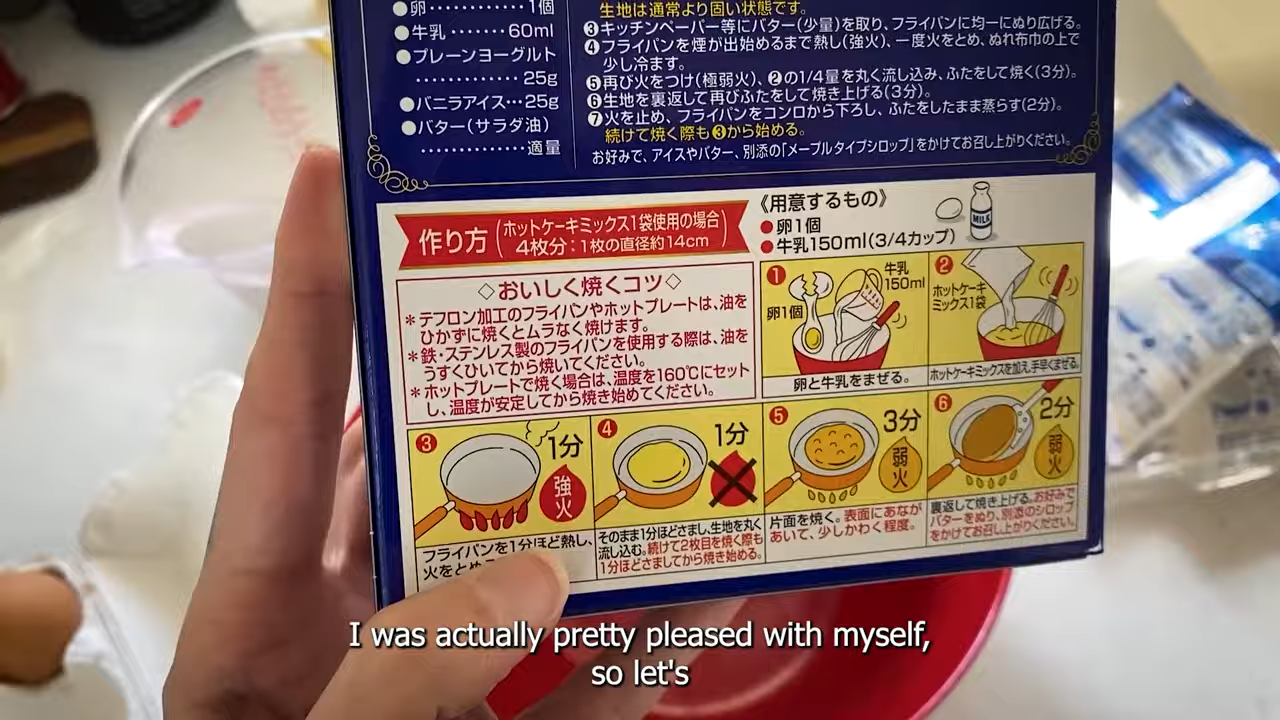 ●卵············1個
●牛乳·······60ml
●プレーンヨーグルト
············25g
●バニラアイス···25g
●バター(サラダ油)
·············適量
生地は通常より固い状態です。
❸キッチンペーパー等にバター(少量)を取り、フライパンに均一にぬり広げる。
❹フライパンを煙が出始めるまで熱し(強火)、一度火をとめ、ぬれ布巾の上で
少し冷ます。
❺再び火をつけ(極弱火)、❷の1/4量を丸く流し込み、ふたをして焼く(3分)。
❻生地を裏返して再びふたをして焼き上げる(3分)。
❼火を止め、フライパンをコンロから下ろし、ふたをしたまま蒸らす(2分)。
続けて焼く際も❸から始める。
お好みで、アイスやバター、別添の「メープルタイプシロップ」をかけてお召し上がりください。
作り方(ホットケーキミックス1袋使用の場合
4枚分:1枚の直径約14cm)
《用意するもの》
●卵1個
●牛乳150ml(3/4カップ)
MILK
◇おいしく焼くコツ◇
*テフロン加工のフライパンやホットプレートは、油を
ひかずに焼くとムラなく焼けます。
*鉄・ステンレス製のフライパンを使用する際は、油を
うすくひいてから焼いてください。
*ホットプレートで焼く場合は、温度を160℃にセット
し、温度が安定してから焼き始めてください。
❶
牛乳
150ml
卵1個
卵と牛乳をまぜる。
❷
ホットケーキ
ミックス1袋
ホットケーキミックスを加え、手早くまぜる。
❸
1分
強火
フライパンを1分ほど熱し、
火をと
❹
1分
そのまま1分ほどさまし、生地を丸く
流し込む。続けて2枚目を焼く際も
1分ほどさましてから焼き始める。
❺
3分
弱火
片面を焼く。表面にあなが
あいて、少しかわく程度。
❻
2分
弱火
裏返して焼き上げる。お好みで
バターをぬり、別添のシロップ
をかけてお召し上がりください。
I was actually pretty pleased with myself,
so let's